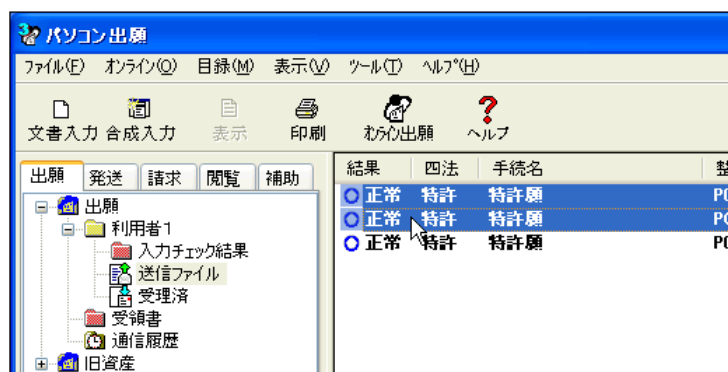 パソコン出願
ファイル(F) オンライン(O) 目録(M) 表示(V) ツール(T) ヘルプ(H)
文書入力 合成入力 表示 印刷 オンライン出願 ヘルプ
出願 発送 請求 閲覧 補助
出願
利用者1
入力チェック結果
送信ファイル
受理済
受領書
通信履歴
旧資産
結果 四法 手続名 整
正常 特許 特許願 P
正常 特許 特許願 P
正常 特許 特許願 P